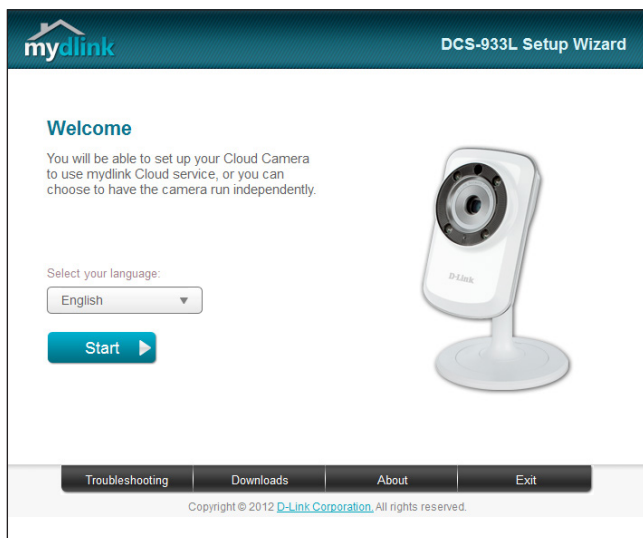 mydlink
DCS-933L Setup Wizard
Welcome
You will be able to set up your Cloud Camera
to use mydlink Cloud service, or you can
choose to have the camera run independently.
Select your language:
English
Start
D-Link
Troubleshooting
Downloads
About
Exit
Copyright © 2012 D-Link Corporation. All rights reserved.